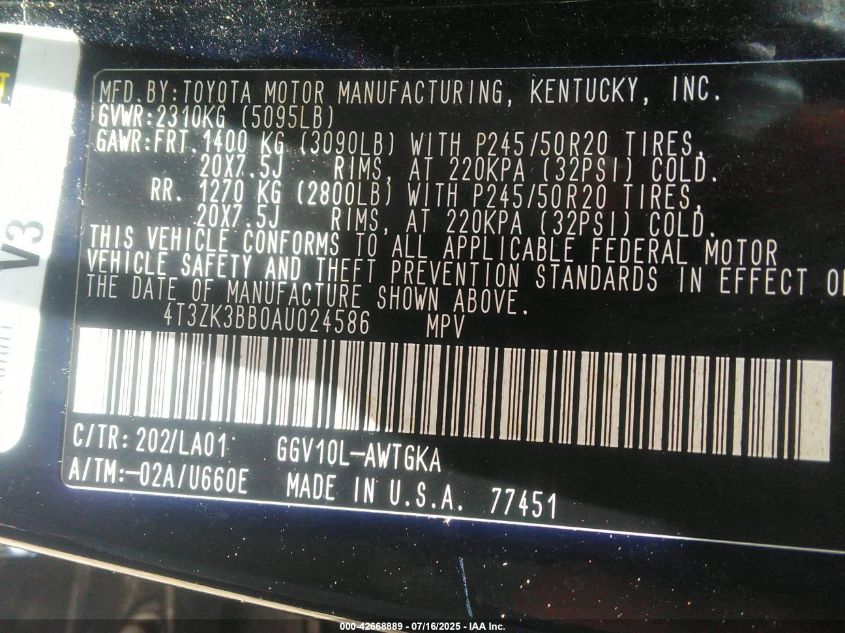 MFD.BY:TOYOTA MOTOR MANUFACTURING, KENTUCKY, INC.
GVWR:2310KG (5095LB)
GAWR:FRT.1400 KG (3090LB) WITH P245/50R20 TIRES,
20X7.5J RIMS, AT 220KPA (32PSI) COLD.
RR. 1270 KG (2800LB) WITH P245/50R20 TIRES,
20X7.5J RIMS, AT 220KPA (32PSI) COLD.
THIS VEHICLE CONFORMS TO ALL APPLICABLE FEDERAL MOTOR
VEHICLE SAFETY AND THEFT PREVENTION STANDARDS IN EFFECT
THE DATE OF MANUFACTURE SHOWN ABOVE.
4T3ZK3BB0AU024586 MPV
C/TR:202/LA01 GGV10L-AWTGKA
A/TM:-02A/U660E MADE IN U.S.A. 77451
V3
000-42668889 - 07/16/2025 - IAA Inc.